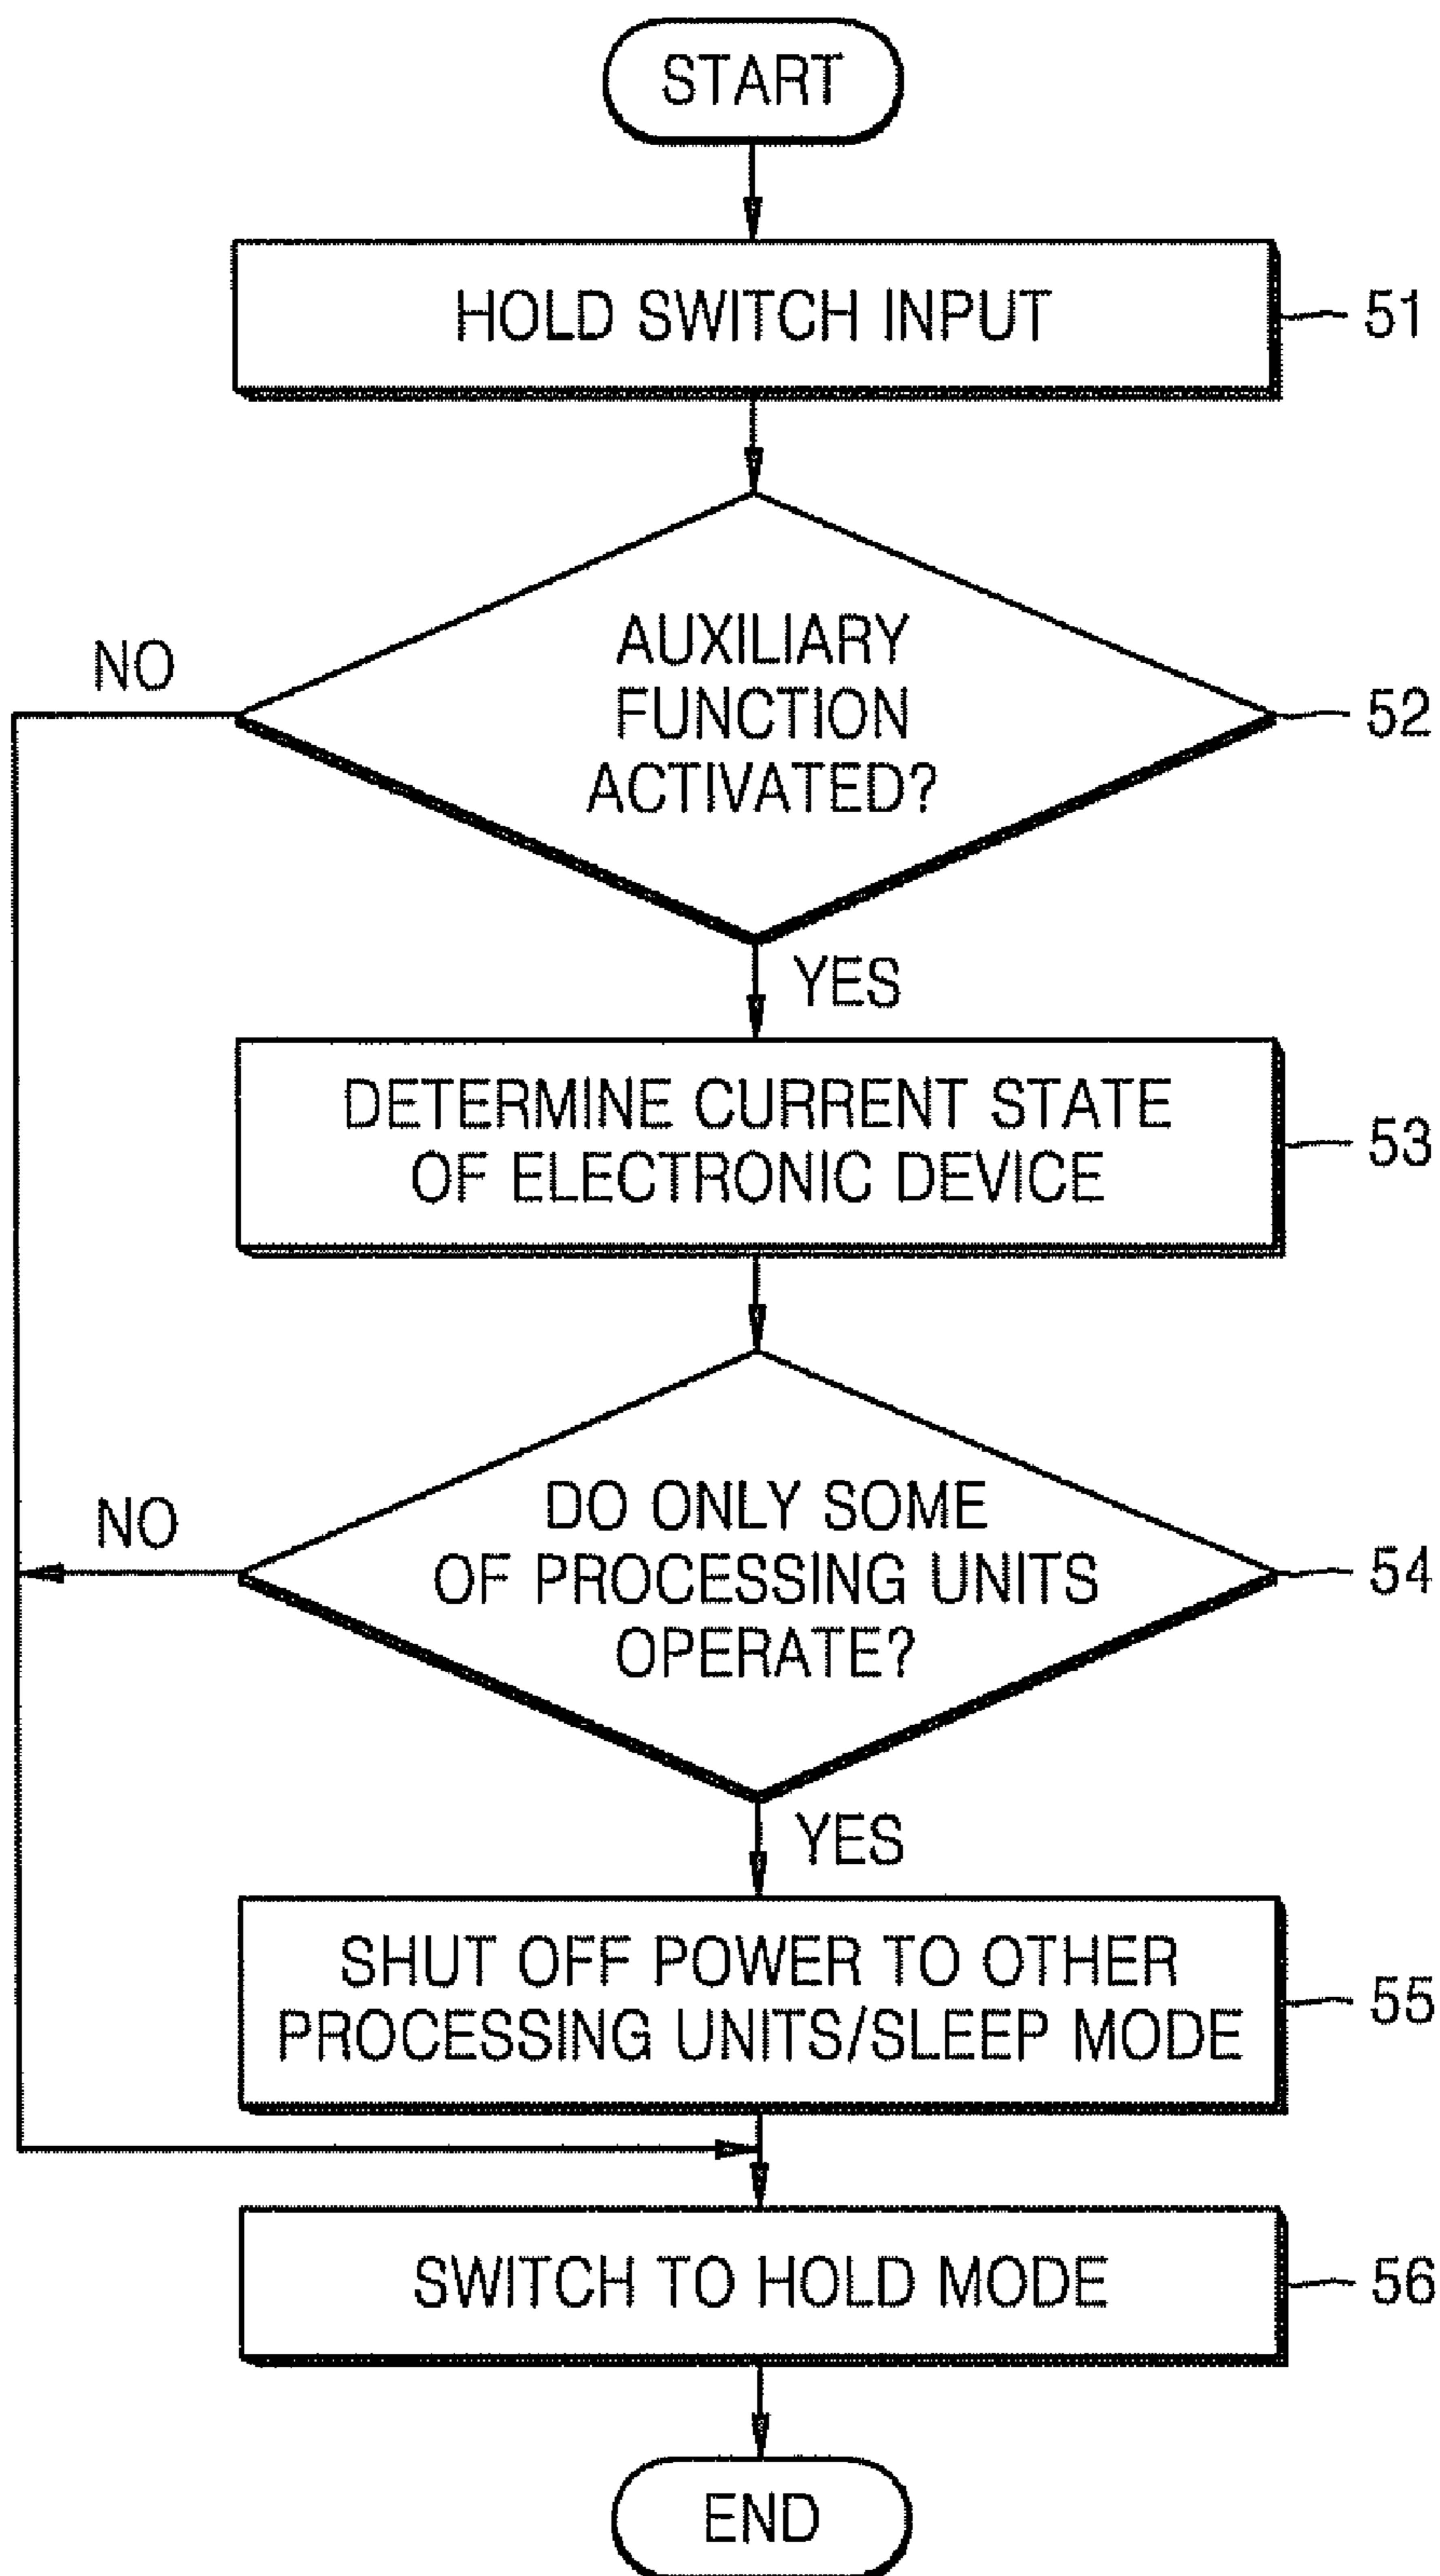 START
HOLD SWITCH INPUT
51
AUXILIARY
FUNCTION
ACTIVATED?
52
NO
YES
DETERMINE CURRENT STATE
OF ELECTRONIC DEVICE
53
DO ONLY SOME
OF PROCESSING UNITS
OPERATE?
54
NO
YES
SHUT OFF POWER TO OTHER
PROCESSING UNITS/SLEEP MODE
55
SWITCH TO HOLD MODE
56
END